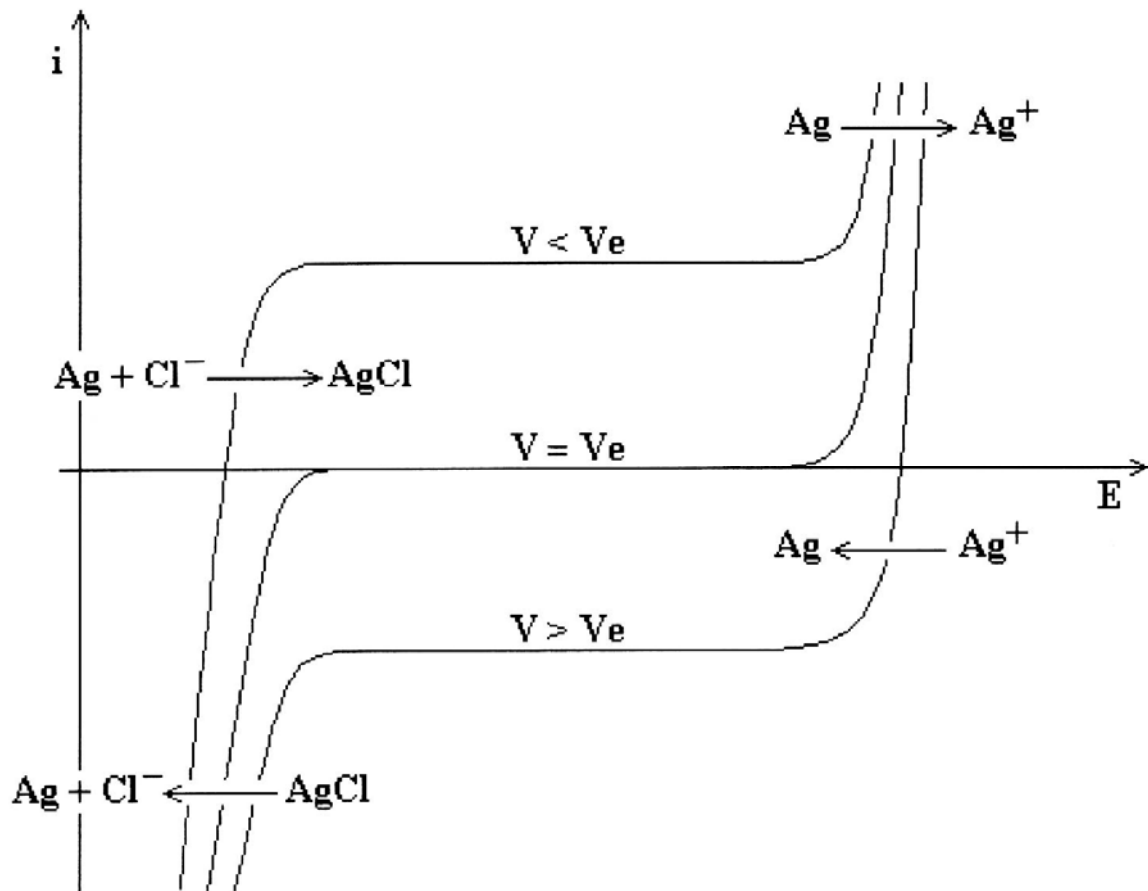 i
Ag → Ag⁺
V < Ve
Ag + Cl⁻ → AgCl
V = Ve
E
Ag ← Ag⁺
V > Ve
Ag + Cl⁻ ← AgCl